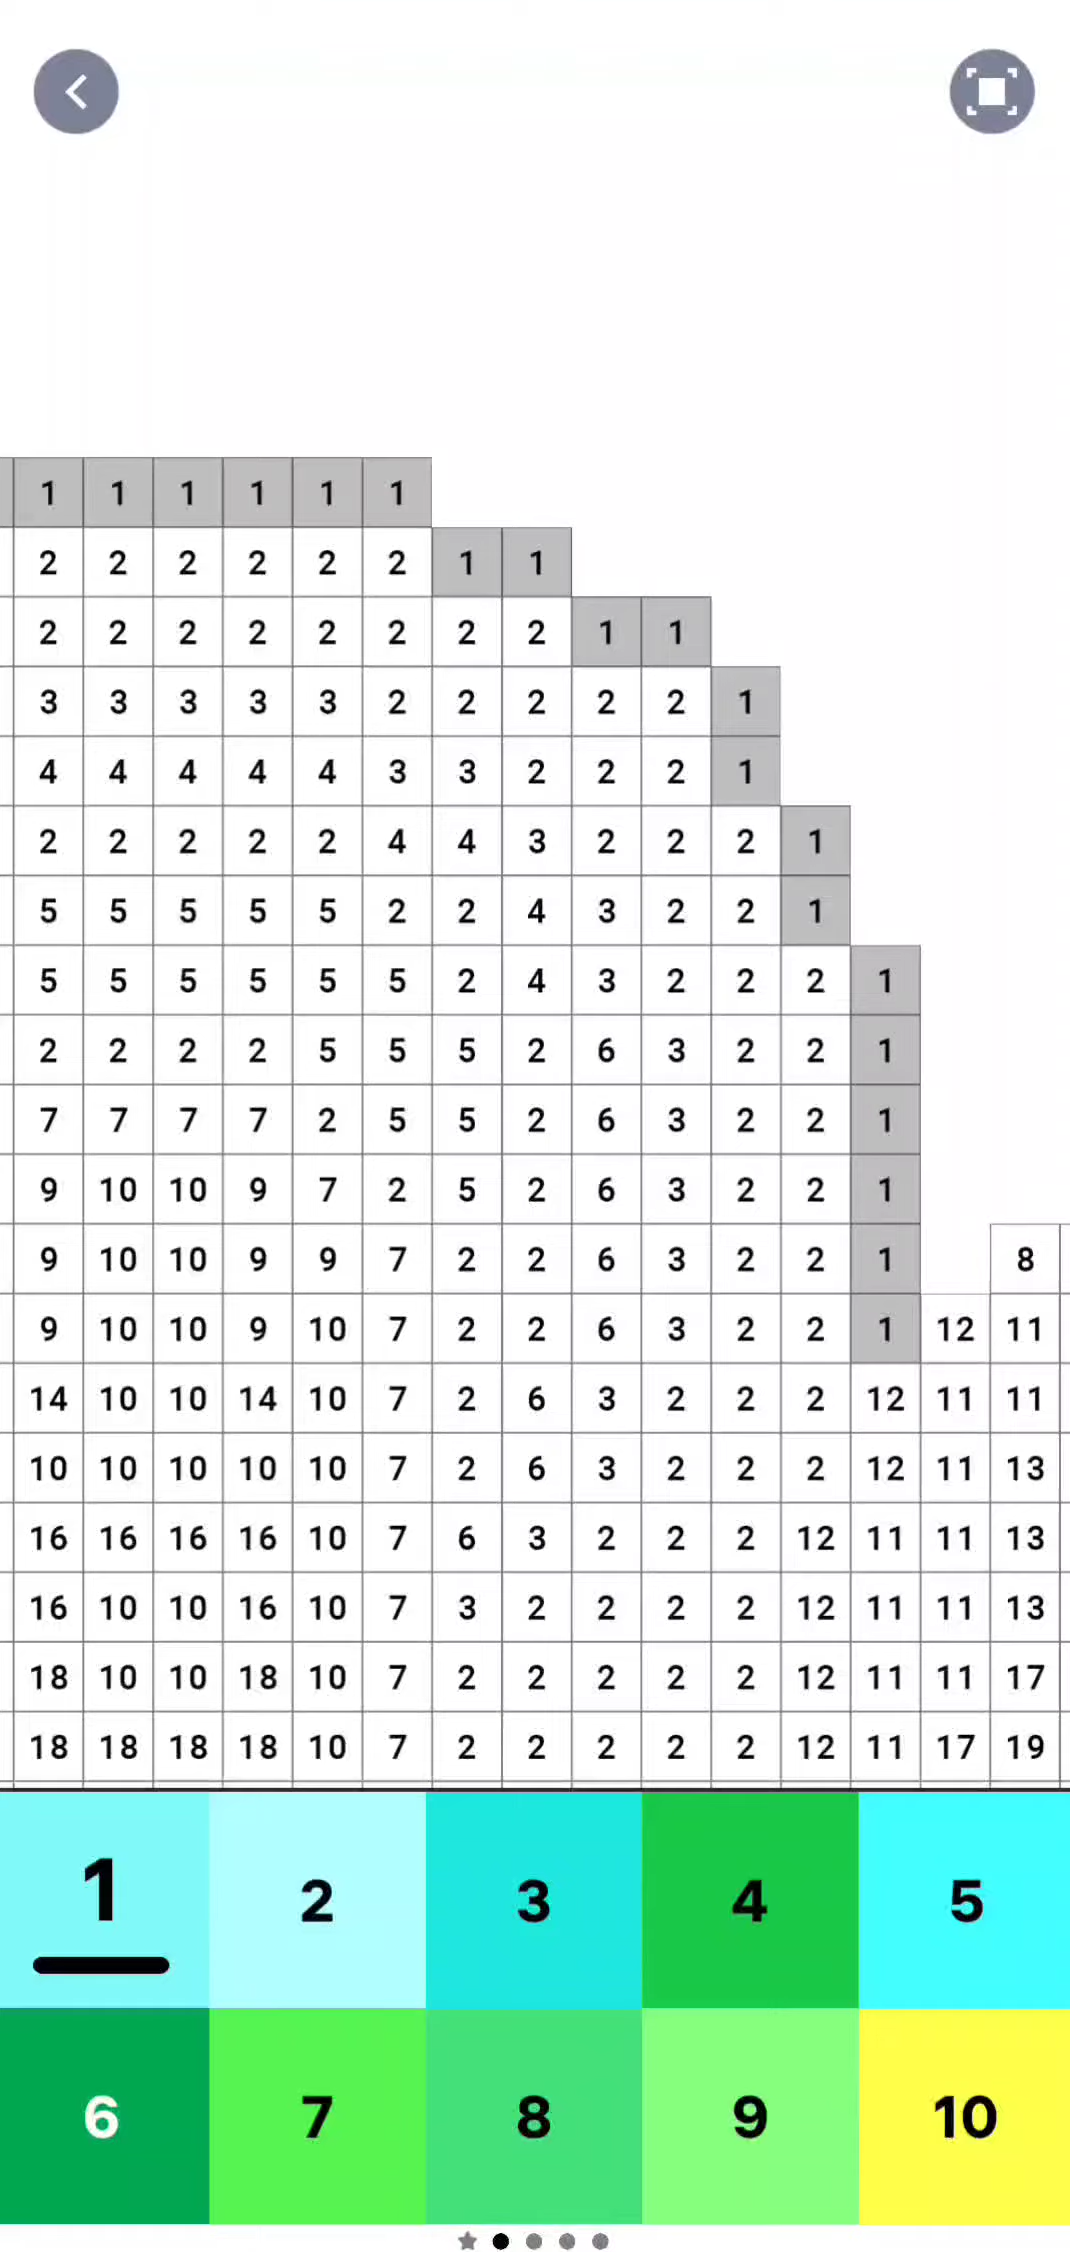 1 1 1 1 1 1
2 2 2 2 2 2 1 1
2 2 2 2 2 2 2 2 1 1
3 3 3 3 3 2 2 2 2 2 1
4 4 4 4 4 3 3 2 2 2 1
2 2 2 2 2 4 4 3 2 2 2 1
5 5 5 5 5 2 2 4 3 2 2 1
5 5 5 5 5 5 2 4 3 2 2 2 1
2 2 2 2 5 5 5 2 6 3 2 2 1
7 7 7 7 2 5 5 2 6 3 2 2 1
9 10 10 9 7 2 5 2 6 3 2 2 1
9 10 10 9 9 7 2 2 6 3 2 2 1 8
9 10 10 9 10 7 2 2 6 3 2 2 1 12 11
14 10 10 14 10 7 2 6 3 2 2 2 12 11 11
10 10 10 10 10 7 2 6 3 2 2 2 12 11 13
16 16 16 16 10 7 6 3 2 2 2 12 11 11 13
16 10 10 16 10 7 3 2 2 2 2 12 11 11 13
18 10 10 18 10 7 2 2 2 2 2 12 11 11 17
18 18 18 18 10 7 2 2 2 2 2 12 11 17 19
1 2 3 4 5
6 7 8 9 10